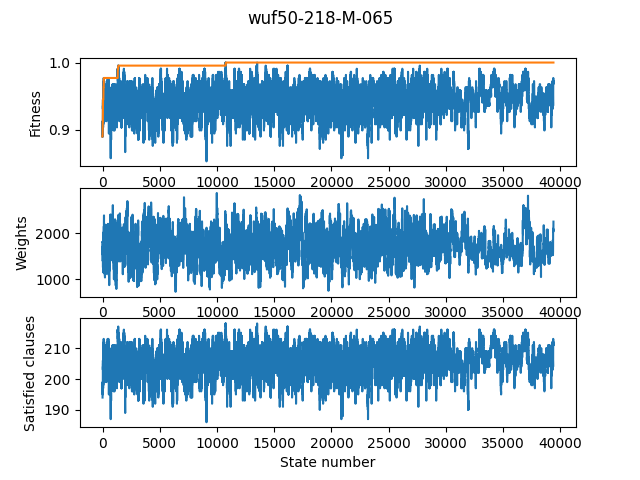 wuf50-218-M-065
1.0
0.9
Fitness
0 5000 10000 15000 20000 25000 30000 35000 40000
2000
1000
Weights
0 5000 10000 15000 20000 25000 30000 35000 40000
210
200
190
Satisfied clauses
0 5000 10000 15000 20000 25000 30000 35000 40000
State number